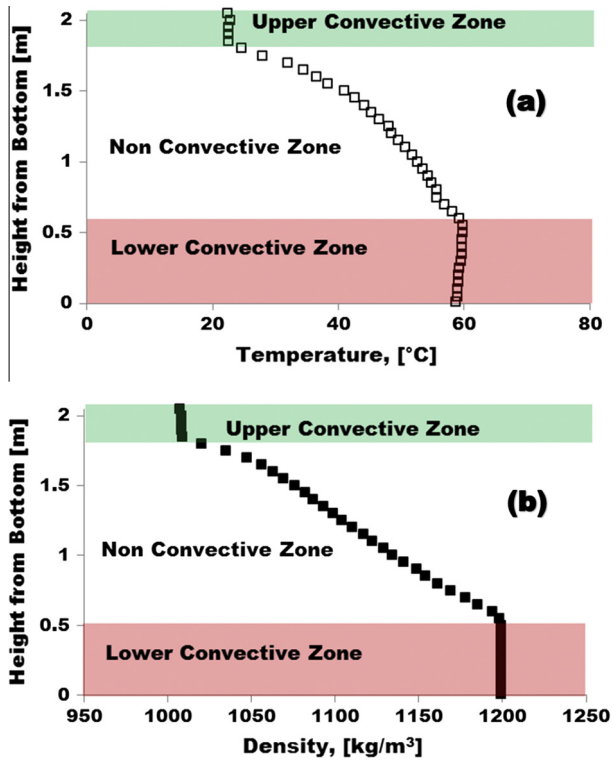 2
Upper Convective Zone
1.5
(a)
Non Convective Zone
1
0.5
Lower Convective Zone
0
0 20 40 60 80
Height from Bottom [m]
Temperature, [°C]
2
Upper Convective Zone
1.5
(b)
Non Convective Zone
1
0.5
Lower Convective Zone
0
950 1000 1050 1100 1150 1200 1250
Height from Bottom [m]
Density, [kg/m³]